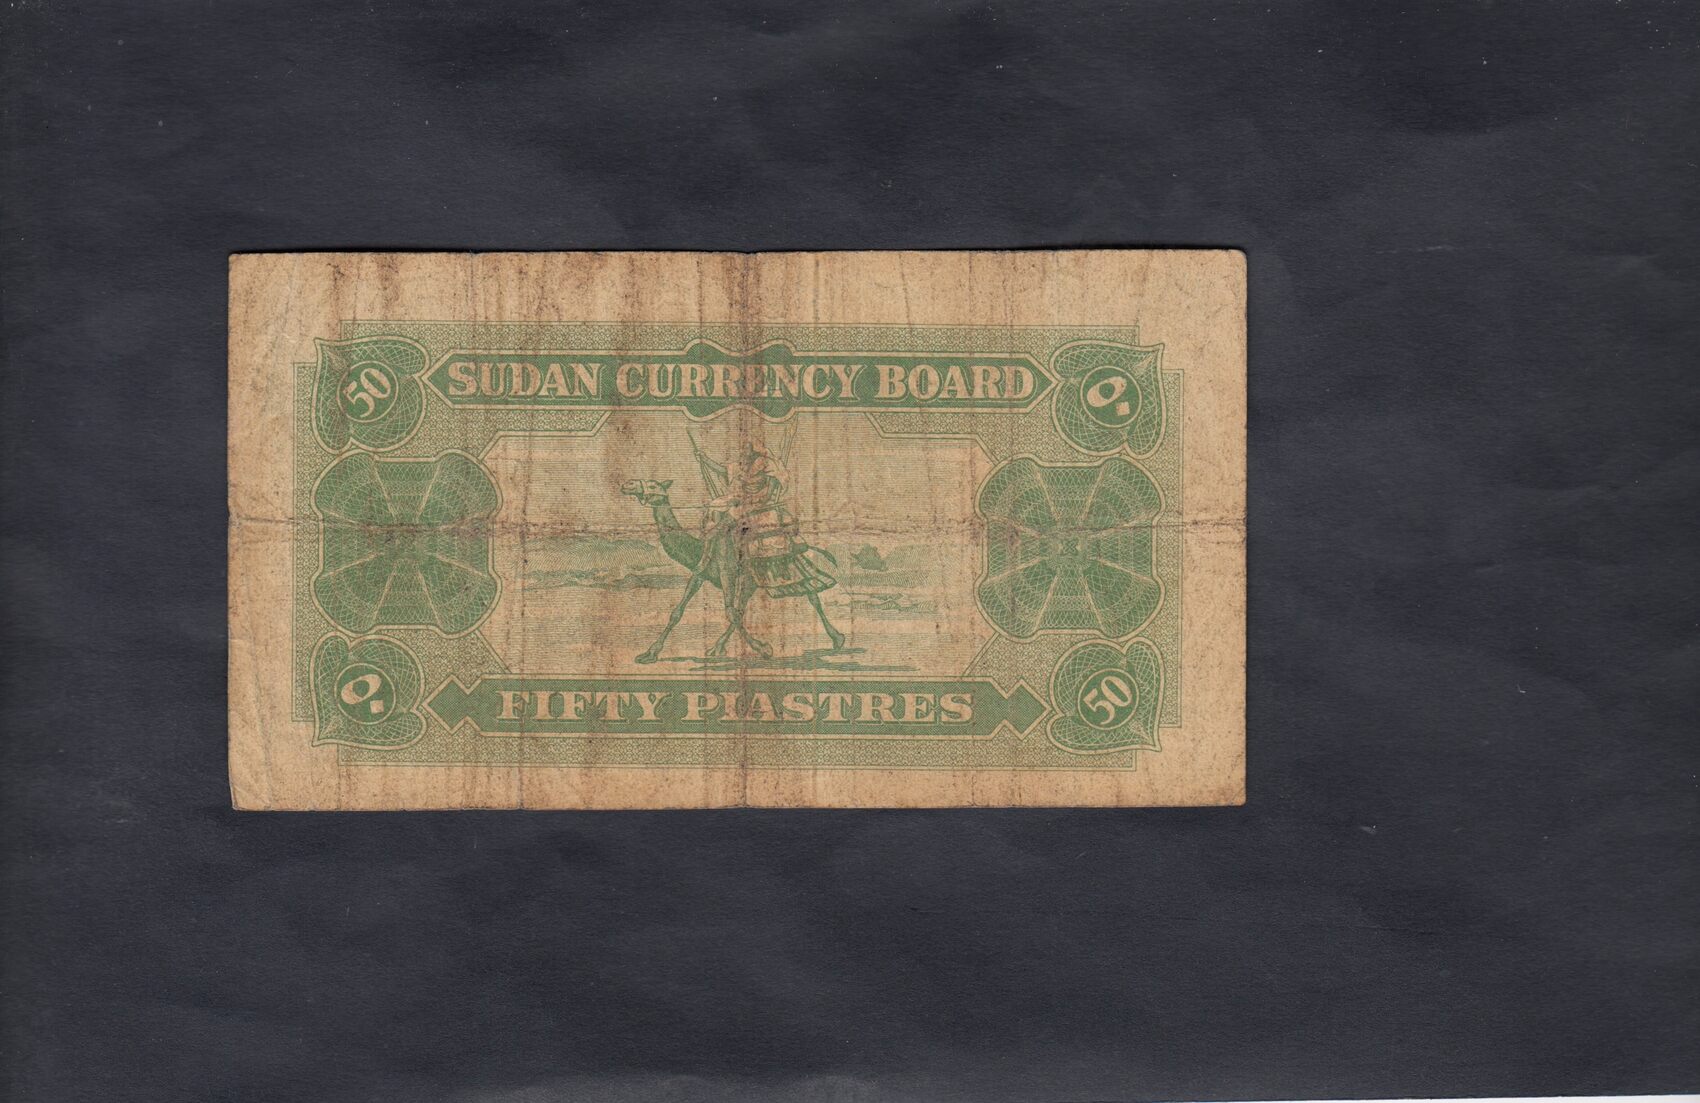 50 SUDAN CURRENCY BOARD ٥٠
٥٠ FIFTY PIASTRES 50